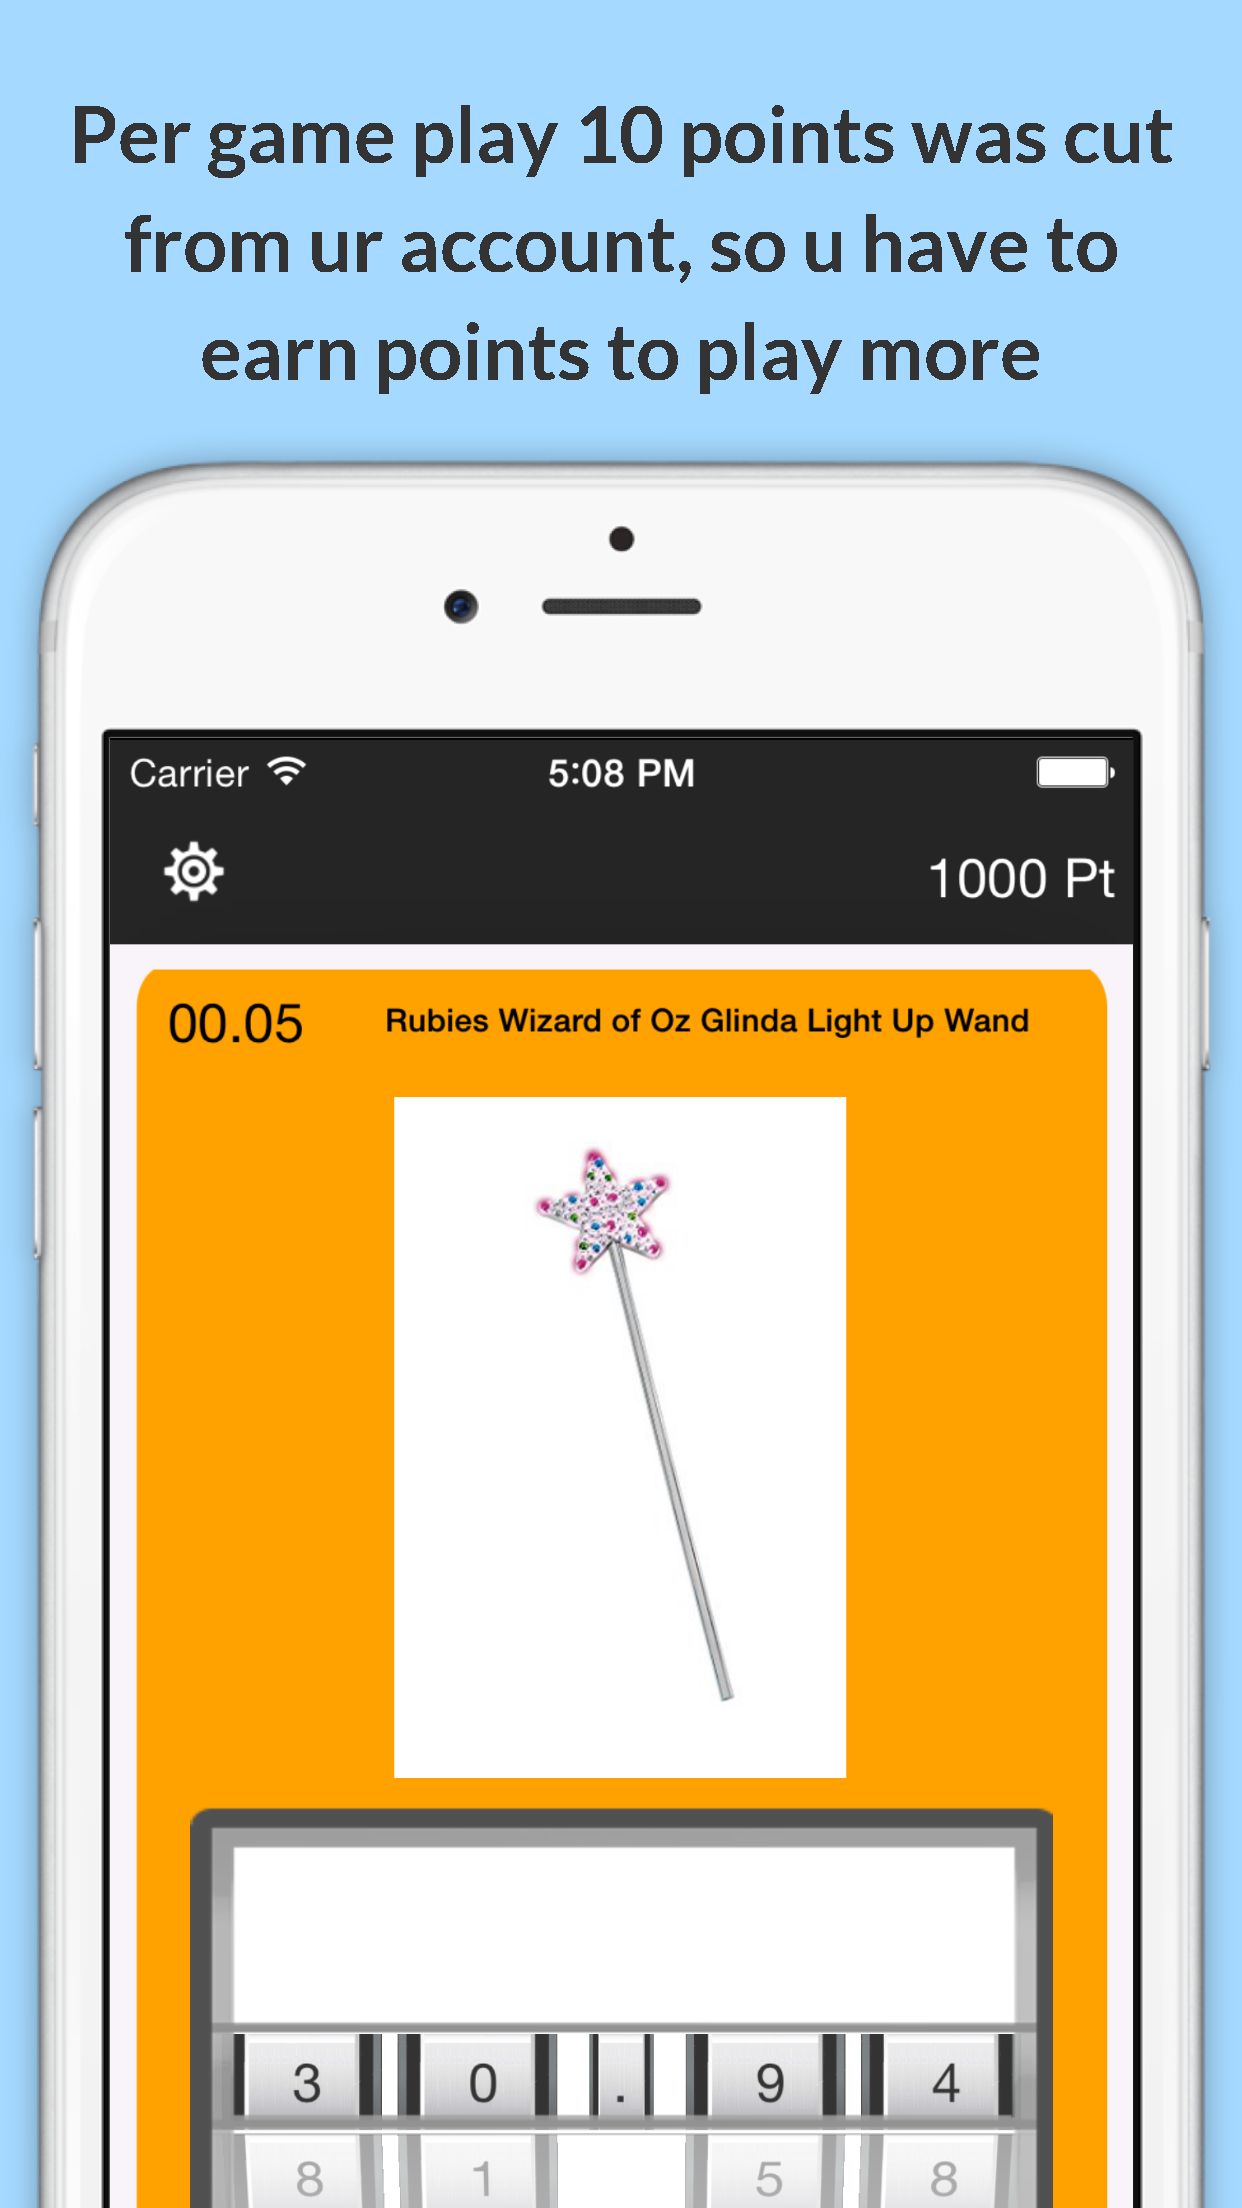 Per game play 10 points was cut
from ur account, so u have to
earn points to play more
Carrier 5:08 PM
1000 Pt
00.05 Rubies Wizard of Oz Glinda Light Up Wand
3 0 . 9 4
8 1 5 8